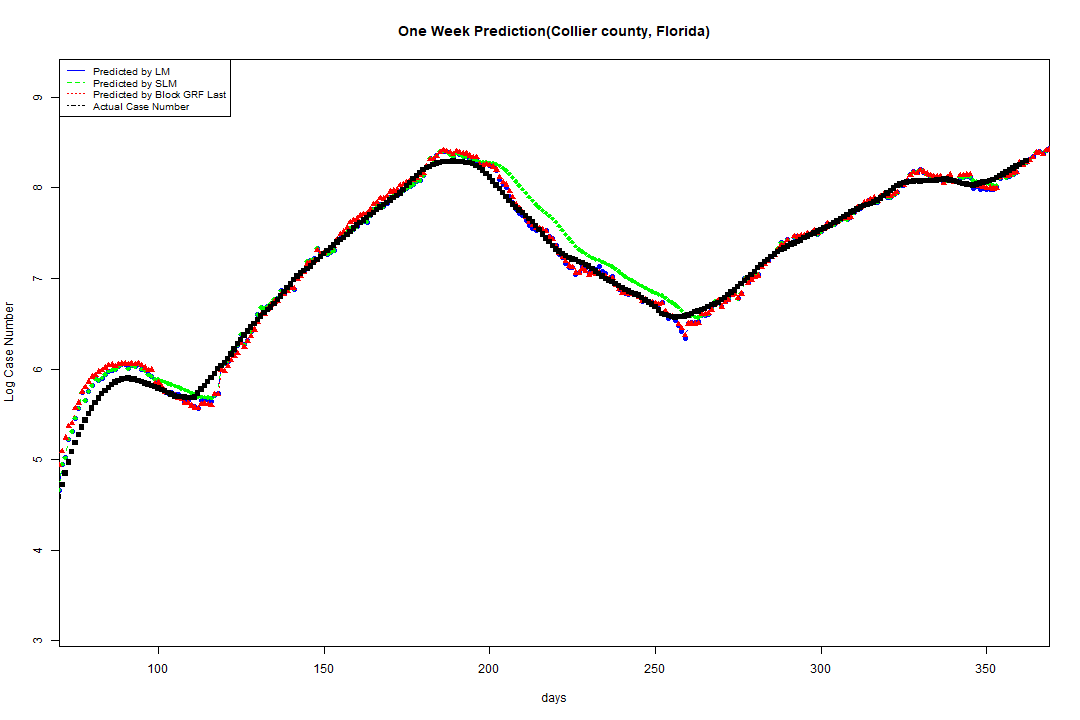 One Week Prediction(Collier county, Florida)
Predicted by LM
Predicted by SLM
Predicted by Block GRF Last
Actual Case Number
9
8
7
6
5
4
3
Log Case Number
100 150 200 250 300 350
days